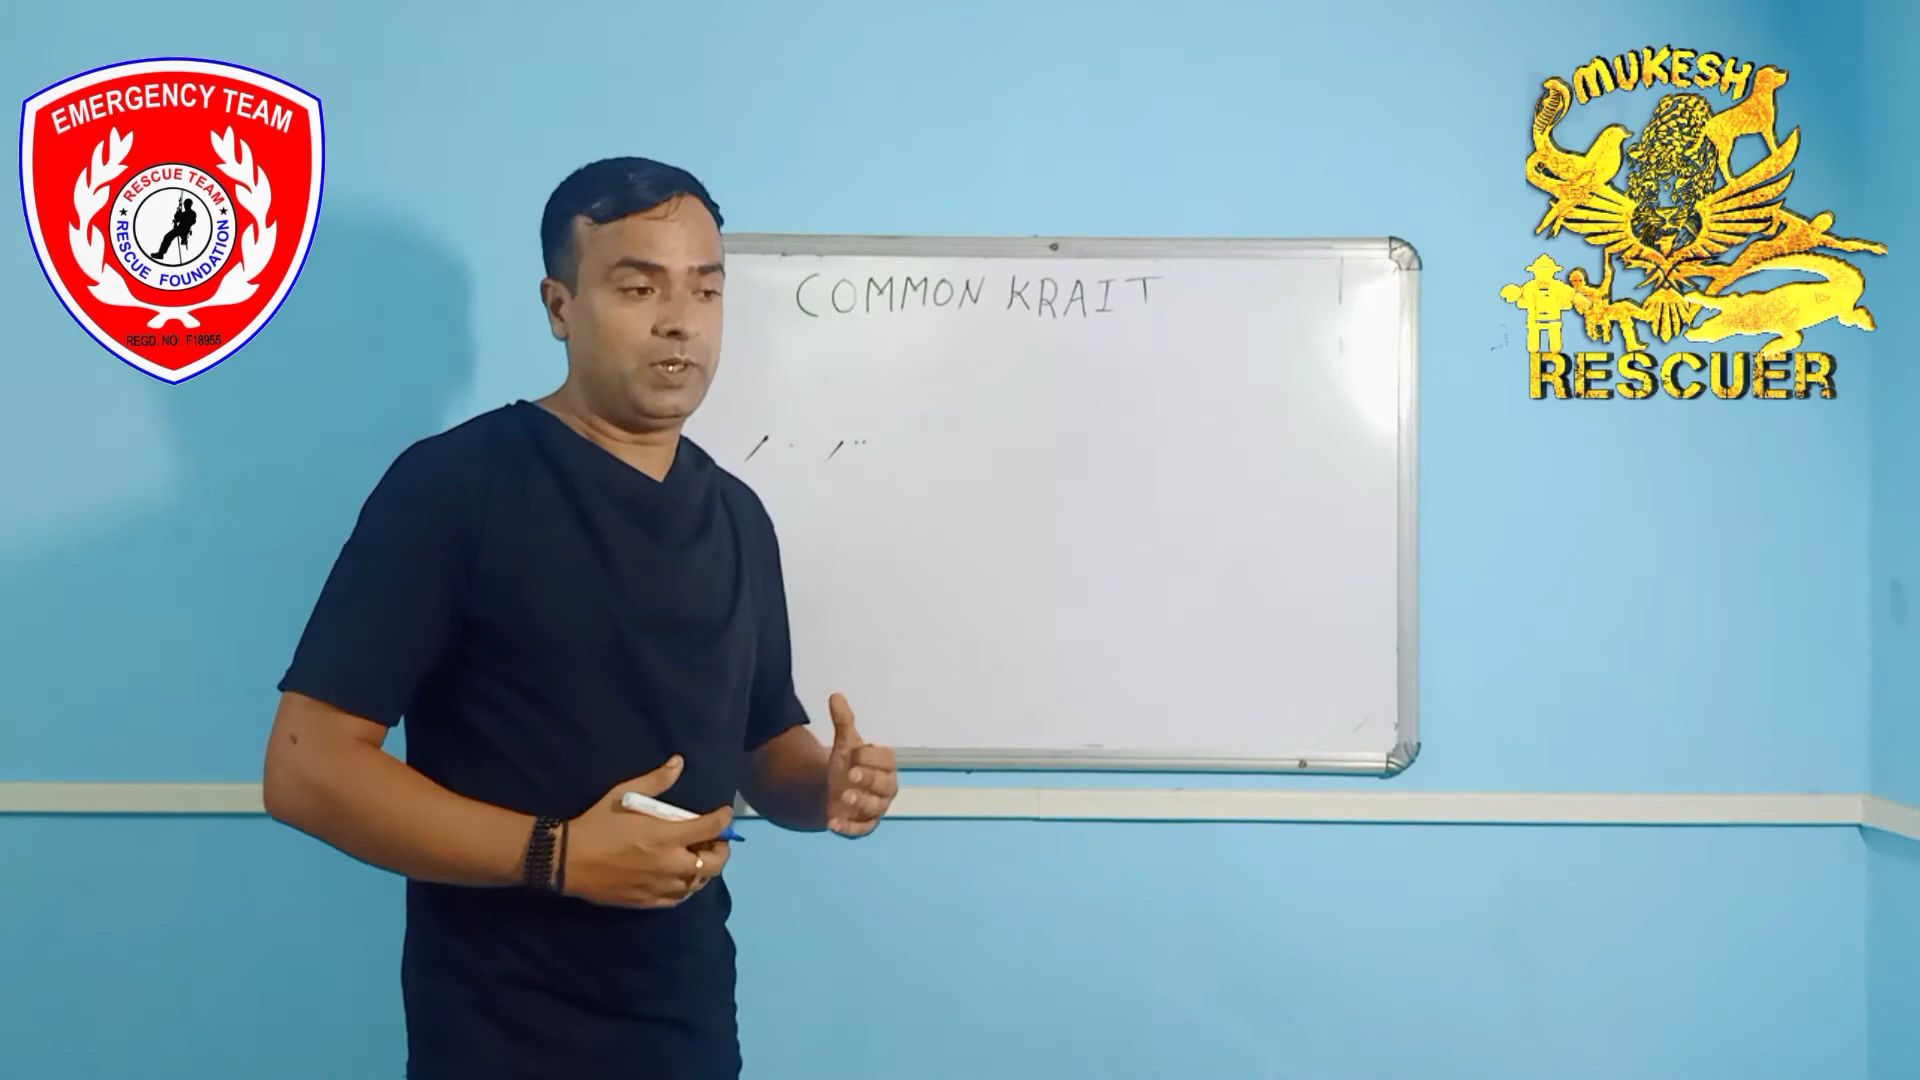 EMERGENCY TEAM
RESCUE TEAM
RESCUE FOUNDATION
REGD. NO: F18955
MUKESH
RESCUER
COMMON KRAIT